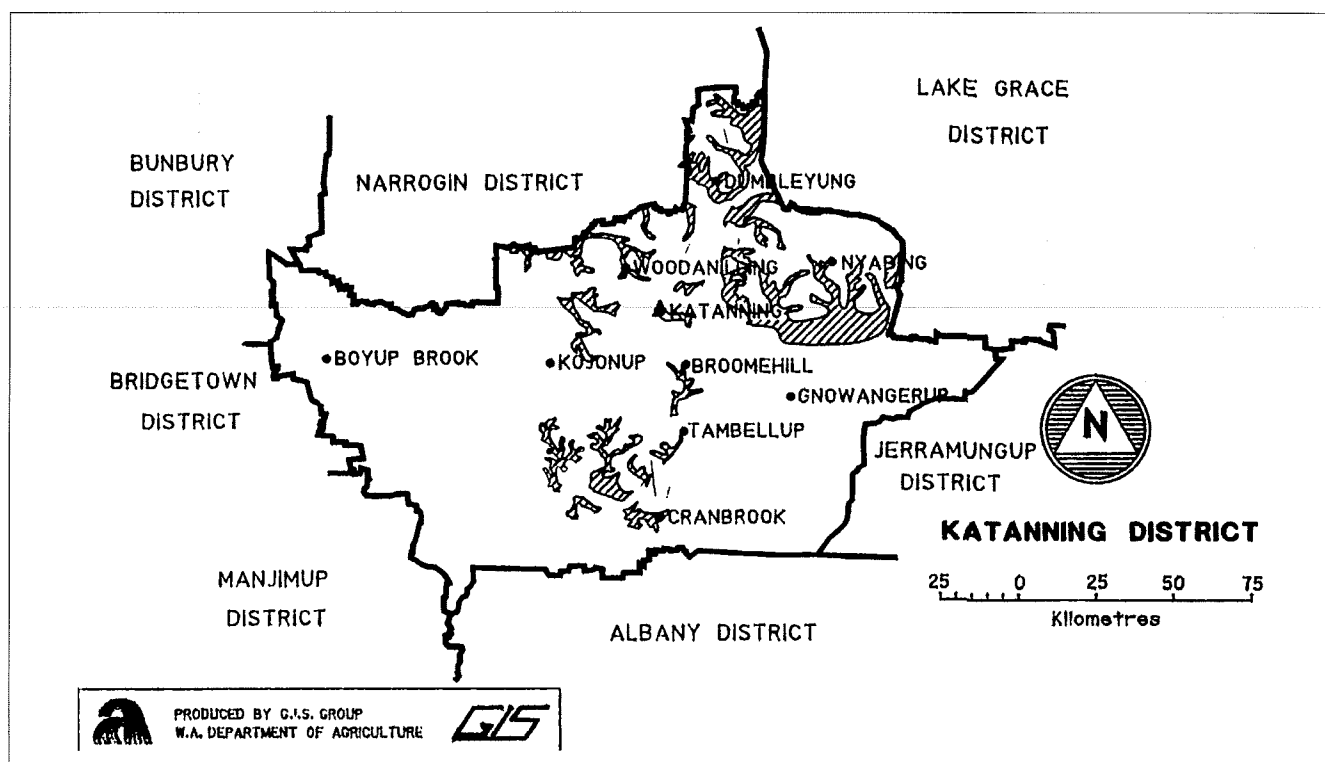 LAKE GRACE
DISTRICT
BUNBURY
DISTRICT
NARROGIN DISTRICT
DUMBLEYUNG
WOODANILLING
NYABING
KATANNING
BOYUP BROOK
KOJONUP
BROOMEHILL
BRIDGETOWN
DISTRICT
GNOWANGERUP
TAMBELLUP
JERRAMUNGUP
DISTRICT
N
CRANBROOK
KATANNING DISTRICT
MANJIMUP
DISTRICT
25 0 25 50 75
Kilometres
ALBANY DISTRICT
PRODUCED BY G.I.S. GROUP
W.A. DEPARTMENT OF AGRICULTURE
GIS